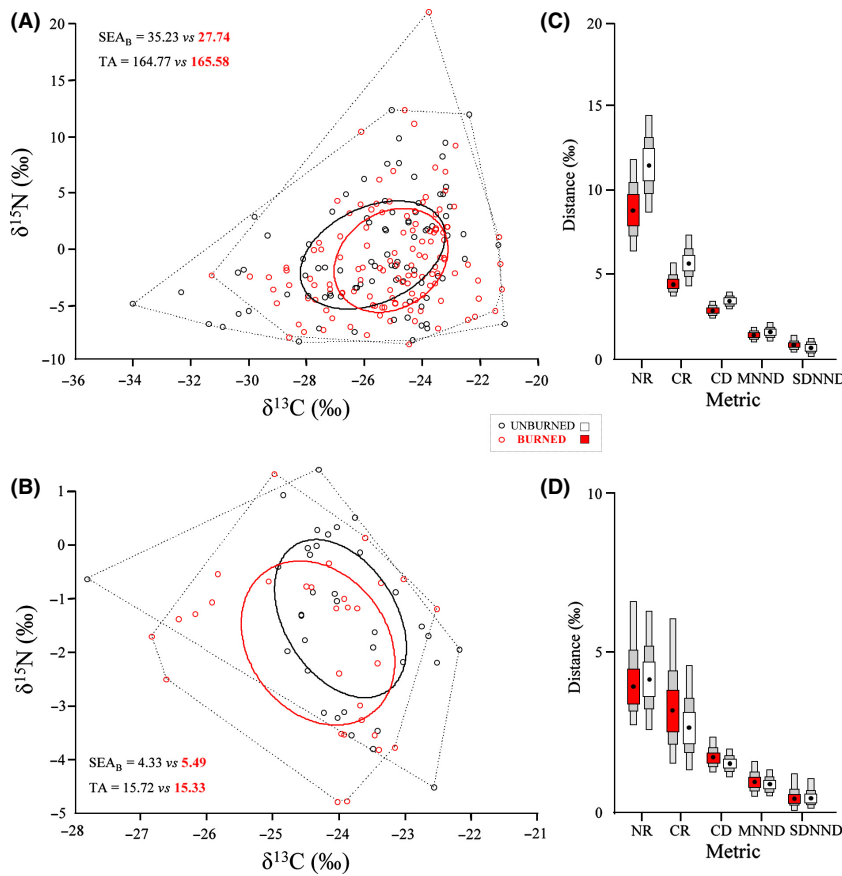 (A)
SEAB = 35.23 vs 27.74
TA = 164.77 vs 165.58
20
15
10
5
0
−5
−10
δ15N (‰)
−36 −34 −32 −30 −28 −26 −24 −22 −20
δ13C (‰)
(C)
20
15
10
5
0
Distance (‰)
NR CR CD MNND SDNND
Metric
UNBURNED
BURNED
(B)
1
0
−1
−2
−3
−4
−5
δ15N (‰)
SEAB = 4.33 vs 5.49
TA = 15.72 vs 15.33
−28 −27 −26 −25 −24 −23 −22 −21
δ13C (‰)
(D)
10
5
0
Distance (‰)
NR CR CD MNND SDNND
Metric